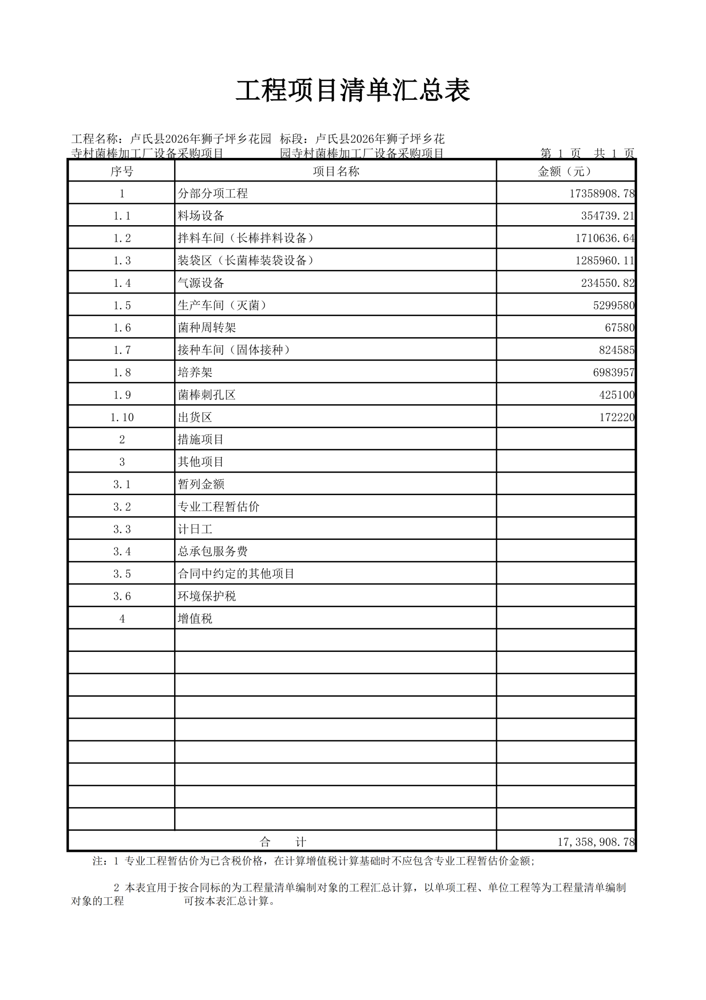 工程项目清单汇总表
工程名称：卢氏县2026年狮子坪乡花园寺村菌棒加工厂设备采购项目 标段：卢氏县2026年狮子坪乡花园寺村菌棒加工厂设备采购项目 第 1 页 共 1 页
序号 项目名称 金额（元）
1 分部分项工程 17358908.78
1.1 料场设备 354739.21
1.2 拌料车间（长棒拌料设备） 1710636.64
1.3 装袋区（长菌棒装袋设备） 1285960.11
1.4 气源设备 234550.82
1.5 生产车间（灭菌） 5299580
1.6 菌种周转架 67580
1.7 接种车间（固体接种） 824585
1.8 培养架 6983957
1.9 菌棒刺孔区 425100
1.10 出货区 172220
2 措施项目
3 其他项目
3.1 暂列金额
3.2 专业工程暂估价
3.3 计日工
3.4 总承包服务费
3.5 合同中约定的其他项目
3.6 环境保护税
4 增值税
合 计 17,358,908.78
注：1 专业工程暂估价为已含税价格，在计算增值税计算基础时不应包含专业工程暂估价金额;
2 本表宜用于按合同标的为工程量清单编制对象的工程汇总计算，以单项工程、单位工程等为工程量清单编制
对象的工程 可按本表汇总计算。